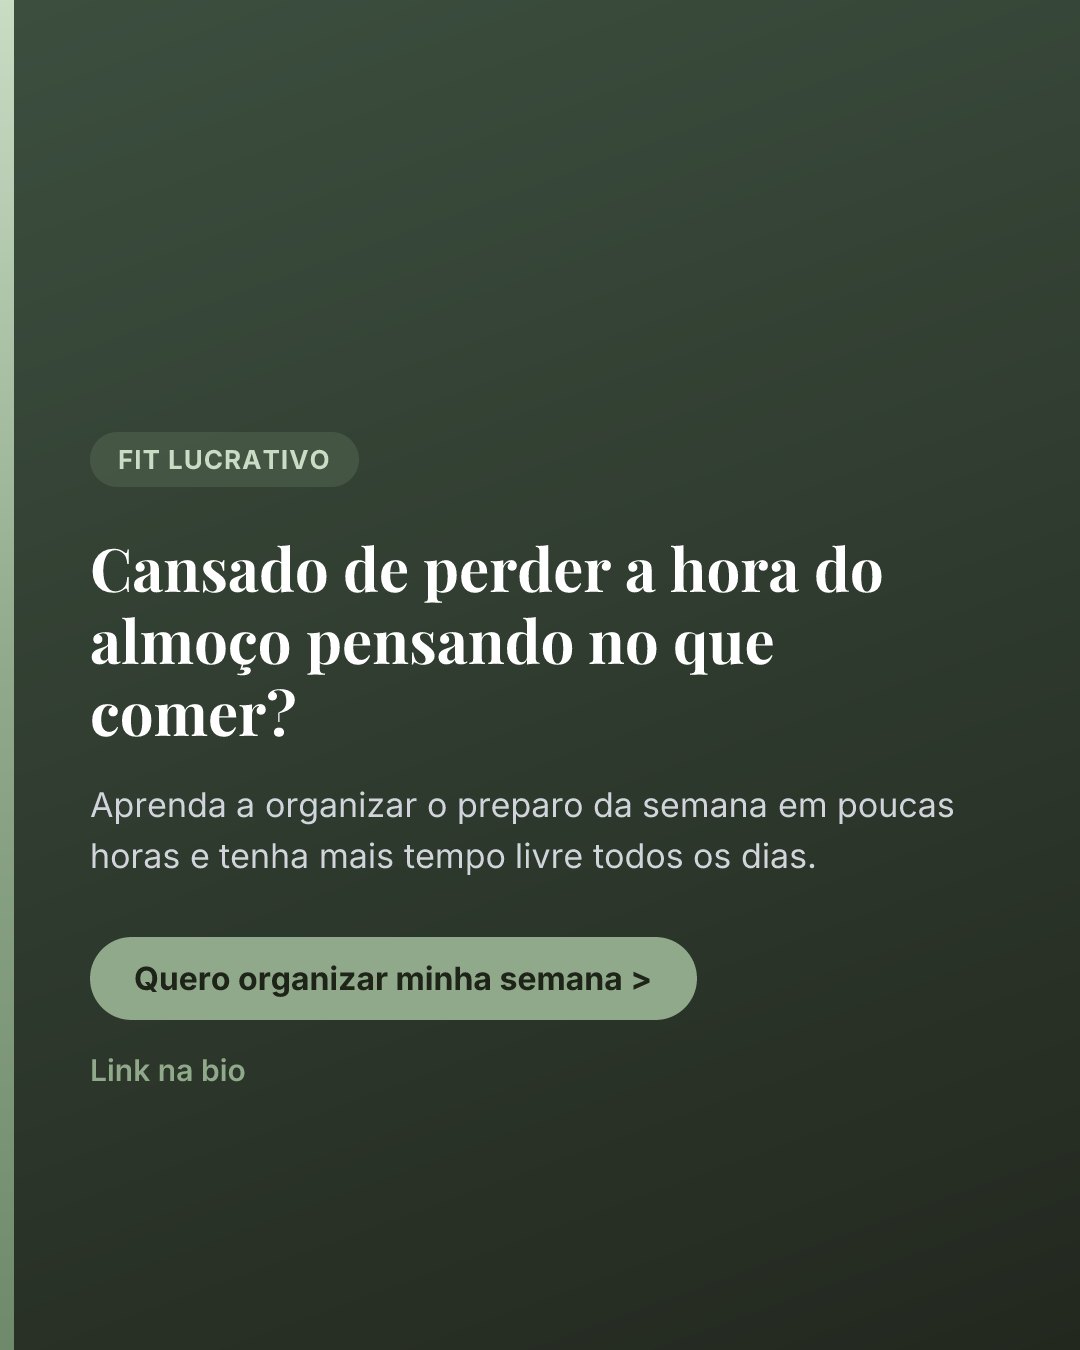 FIT LUCRATIVO
Cansado de perder a hora do
almoço pensando no que
comer?
Aprenda a organizar o preparo da semana em poucas
horas e tenha mais tempo livre todos os dias.
Quero organizar minha semana >
Link na bio